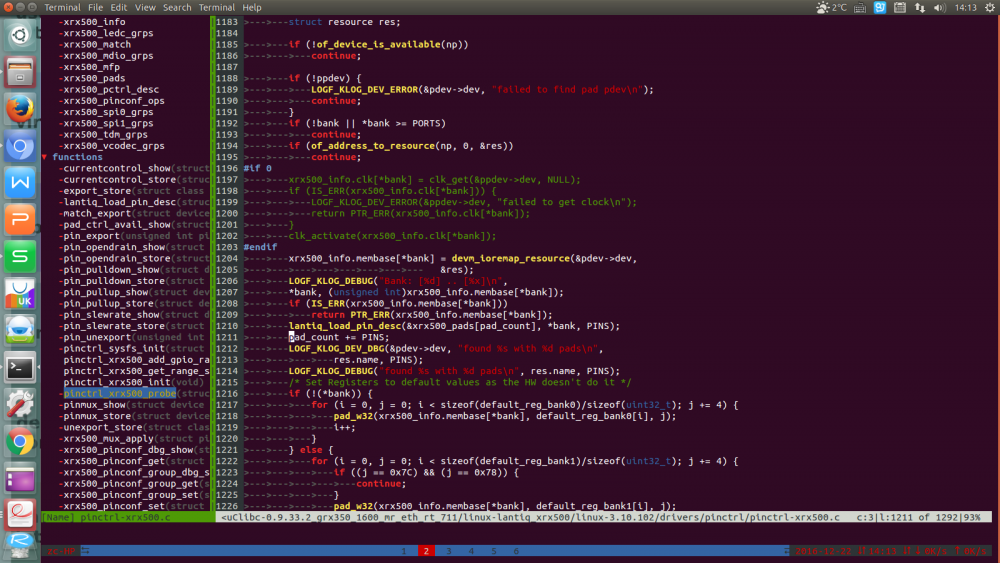 Terminal File Edit View Search Terminal Help 2°C 14:13
-xrx500_info
-xrx500_ledc_grps
-xrx500_match
-xrx500_mdio_grps
-xrx500_mfp
-xrx500_pads
-xrx500_pctrl_desc
-xrx500_pinconf_ops
-xrx500_spi0_grps
-xrx500_spi1_grps
-xrx500_tdm_grps
-xrx500_vcodec_grps
▼ functions
-currentcontrol_show(struct
-currentcontrol_store(struct
-export_store(struct class
-lantiq_load_pin_desc(struct
-match_export(struct device
-pad_ctrl_avail_show(struct
-pin_export(unsigned int pi
-pin_opendrain_show(struct
-pin_opendrain_store(struct
-pin_pulldown_show(struct d
-pin_pulldown_store(struct
-pin_pullup_show(struct dev
-pin_pullup_store(struct de
-pin_slewrate_show(struct d
-pin_slewrate_store(struct
-pin_unexport(unsigned int
-pinctrl_sysfs_init(struct
-pinctrl_xrx500_add_gpio_ra
-pinctrl_xrx500_get_range_s
-pinctrl_xrx500_init(void)
-pinctrl_xrx500_probe(struc
-pinmux_show(struct device
-pinmux_store(struct device
-unexport_store(struct clas
-xrx500_mux_apply(struct pi
-xrx500_pinconf_dbg_show(st
-xrx500_pinconf_get(struct
-xrx500_pinconf_group_dbg_s
-xrx500_pinconf_group_get(s
-xrx500_pinconf_group_set(s
-xrx500_pinconf_set(struct
[Name] pinctrl-xrx500.c
1183 >--->---struct resource res;
1184
1185 >--->---if (!of_device_is_available(np))
1186 >--->--->---continue;
1187
1188 >--->---if (!ppdev) {
1189 >--->--->---LOGF_KLOG_DEV_ERROR(&pdev->dev, "failed to find pad pdev\n");
1190 >--->--->---continue;
1191 >--->---}
1192 >--->---if (!bank || *bank >= PORTS)
1193 >--->--->---continue;
1194 >--->---if (of_address_to_resource(np, 0, &res))
1195 >--->--->---continue;
1196 #if 0
1197 >--->---xrx500_info.clk[*bank] = clk_get(&ppdev->dev, NULL);
1198 >--->---if (IS_ERR(xrx500_info.clk[*bank])) {
1199 >--->--->---LOGF_KLOG_DEV_ERROR(&ppdev->dev, "failed to get clock\n");
1200 >--->--->---return PTR_ERR(xrx500_info.clk[*bank]);
1201 >--->---}
1202 >--->---clk_activate(xrx500_info.clk[*bank]);
1203 #endif
1204 >--->---xrx500_info.membase[*bank] = devm_ioremap_resource(&pdev->dev,
1205 >--->--->--->--->--->--->--- &res);
1206 >--->---LOGF_KLOG_DEBUG("Bank: [%d] .. [%x]\n",
1207 >--->---*bank, (unsigned int)xrx500_info.membase[*bank]);
1208 >--->---if (IS_ERR(xrx500_info.membase[*bank]))
1209 >--->--->---return PTR_ERR(xrx500_info.membase[*bank]);
1210 >--->---lantiq_load_pin_desc(&xrx500_pads[pad_count], *bank, PINS);
1211 >--->---pad_count += PINS;
1212 >--->---LOGF_KLOG_DEV_DBG(&pdev->dev, "found %s with %d pads\n",
1213 >--->--->--->---res.name, PINS);
1214 >--->---LOGF_KLOG_DEBUG("found %s with %d pads\n", res.name, PINS);
1215 >--->---/* Set Registers to default values as the HW doesn't do it */
1216 >--->---if (!(*bank)) {
1217 >--->--->---for (i = 0, j = 0; i < sizeof(default_reg_bank0)/sizeof(uint32_t); j += 4) {
1218 >--->--->--->---pad_w32(xrx500_info.membase[*bank], default_reg_bank0[i], j);
1219 >--->--->--->---i++;
1220 >--->--->---}
1221 >--->---} else {
1222 >--->--->---for (i = 0, j = 0; i < sizeof(default_reg_bank1)/sizeof(uint32_t); j += 4) {
1223 >--->--->--->---if ((j == 0x7C) && (j == 0x78)) {
1224 >--->--->--->--->---continue;
1225 >--->--->--->---}
1226 >--->--->--->---pad_w32(xrx500_info.membase[*bank], default_reg_bank1[i], j);
<uClibc-0.9.33.2_grx350_1600_mr_eth_rt_711/linux-lantiq_xrx500/linux-3.10.102/drivers/pinctrl/pinctrl-xrx500.c c:3|l:1211 of 1292|93%
1 2 3 4 5 6